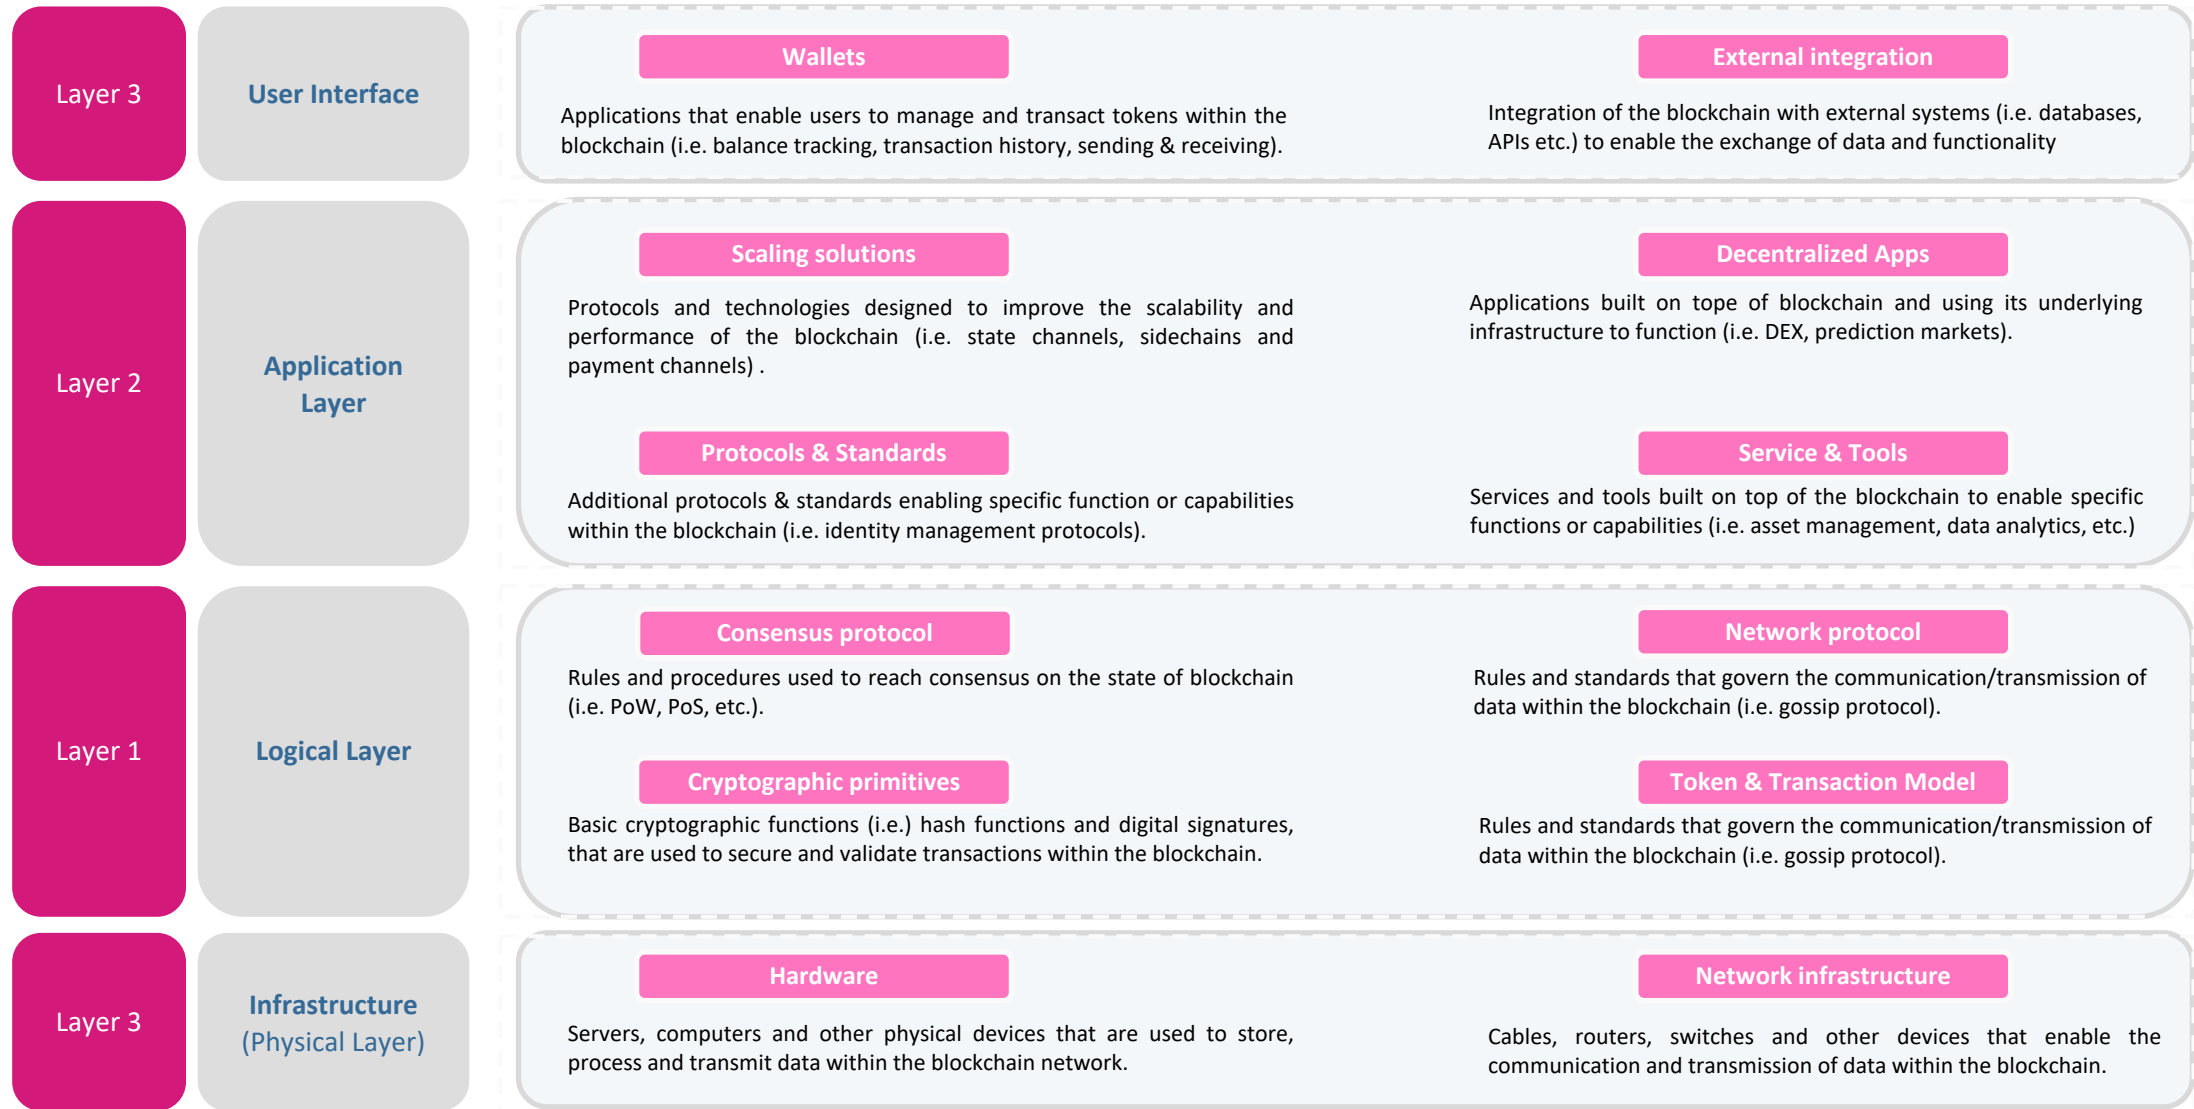 Layer 3
User Interface
Wallets
Applications that enable users to manage and transact tokens within the
blockchain (i.e. balance tracking, transaction history, sending & receiving).
External integration
Integration of the blockchain with external systems (i.e. databases,
APIs etc.) to enable the exchange of data and functionality
Layer 2
Application
Layer
Scaling solutions
Protocols and technologies designed to improve the scalability and
performance of the blockchain (i.e. state channels, sidechains and
payment channels) .
Decentralized Apps
Applications built on tope of blockchain and using its underlying
infrastructure to function (i.e. DEX, prediction markets).
Protocols & Standards
Additional protocols & standards enabling specific function or capabilities
within the blockchain (i.e. identity management protocols).
Service & Tools
Services and tools built on top of the blockchain to enable specific
functions or capabilities (i.e. asset management, data analytics, etc.)
Layer 1
Logical Layer
Consensus protocol
Rules and procedures used to reach consensus on the state of blockchain
(i.e. PoW, PoS, etc.).
Network protocol
Rules and standards that govern the communication/transmission of
data within the blockchain (i.e. gossip protocol).
Cryptographic primitives
Basic cryptographic functions (i.e.) hash functions and digital signatures,
that are used to secure and validate transactions within the blockchain.
Token & Transaction Model
Rules and standards that govern the communication/transmission of
data within the blockchain (i.e. gossip protocol).
Layer 3
Infrastructure
(Physical Layer)
Hardware
Servers, computers and other physical devices that are used to store,
process and transmit data within the blockchain network.
Network infrastructure
Cables, routers, switches and other devices that enable the
communication and transmission of data within the blockchain.